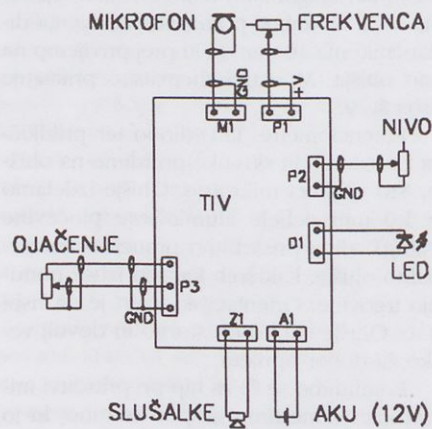 MIKROFON FREKVENCA
GND +
M1 P1
NIVO
P2
GND
TIV
D1
OJAČENJE
LED
P3
GND
Z1 A1
SLUŠALKE AKU (12V)